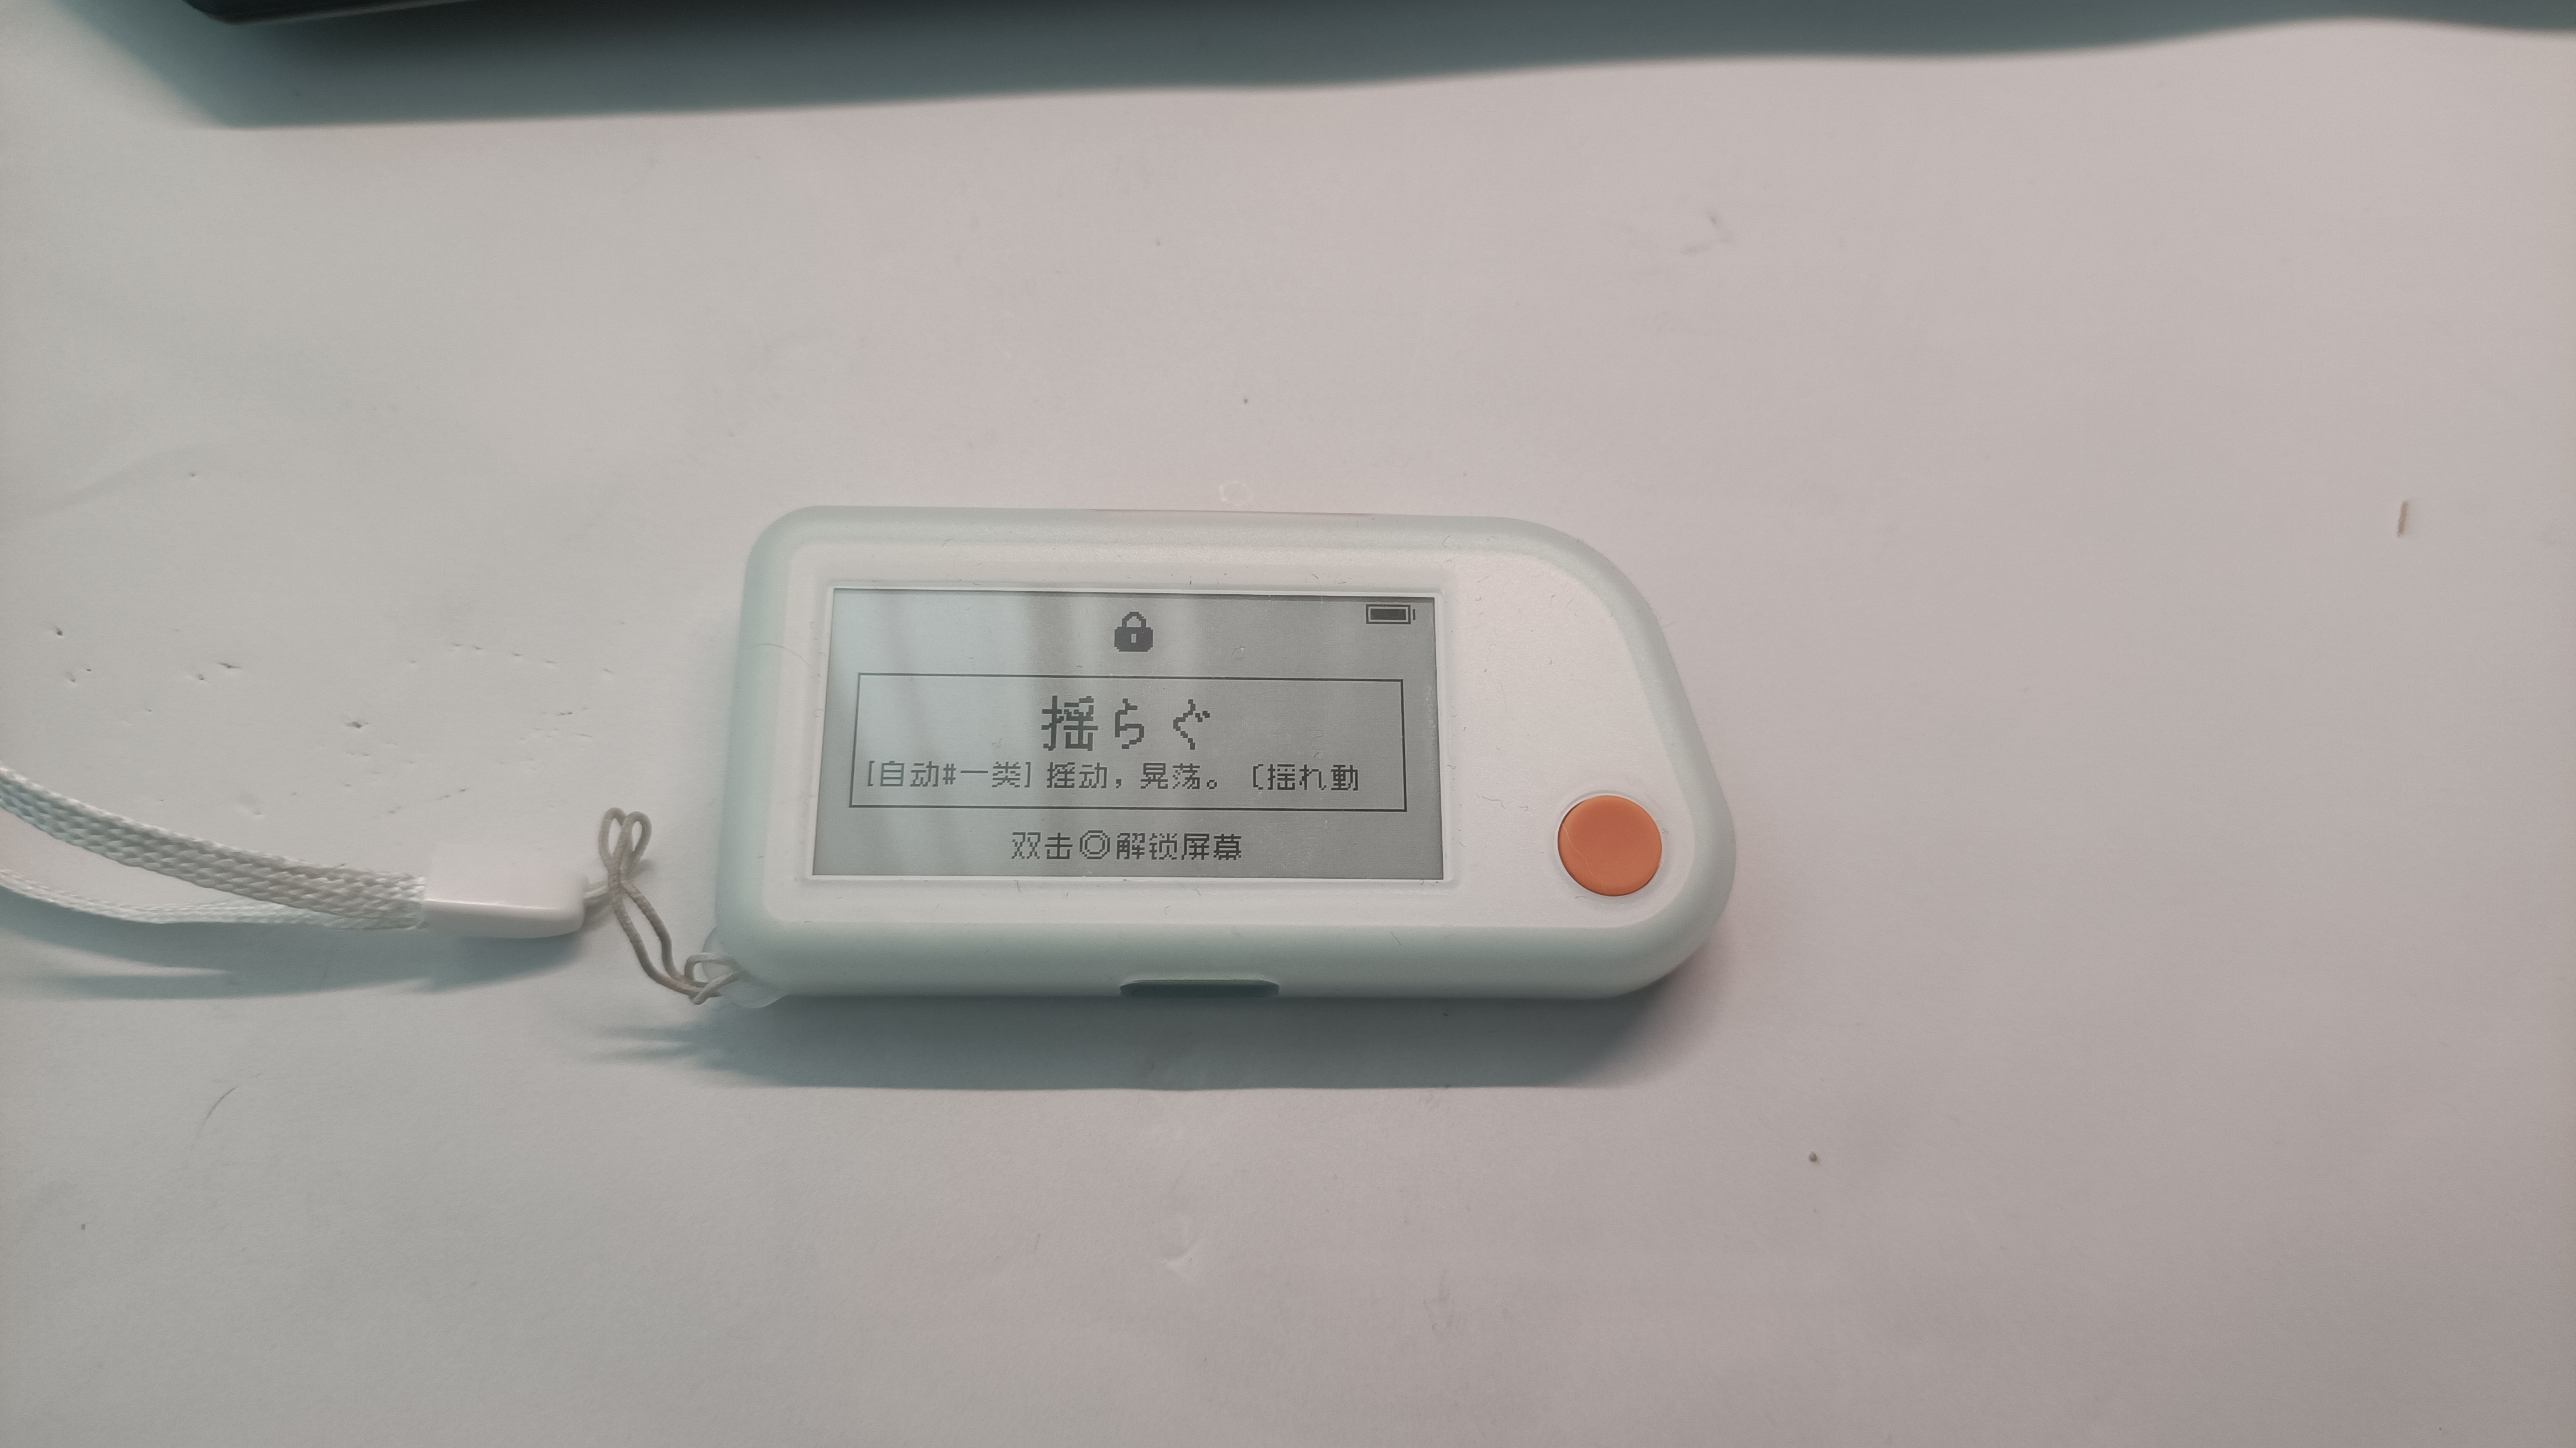 揺らぐ
[自动#一类] 摇动，晃荡。〔揺れ動
双击◎解锁屏幕